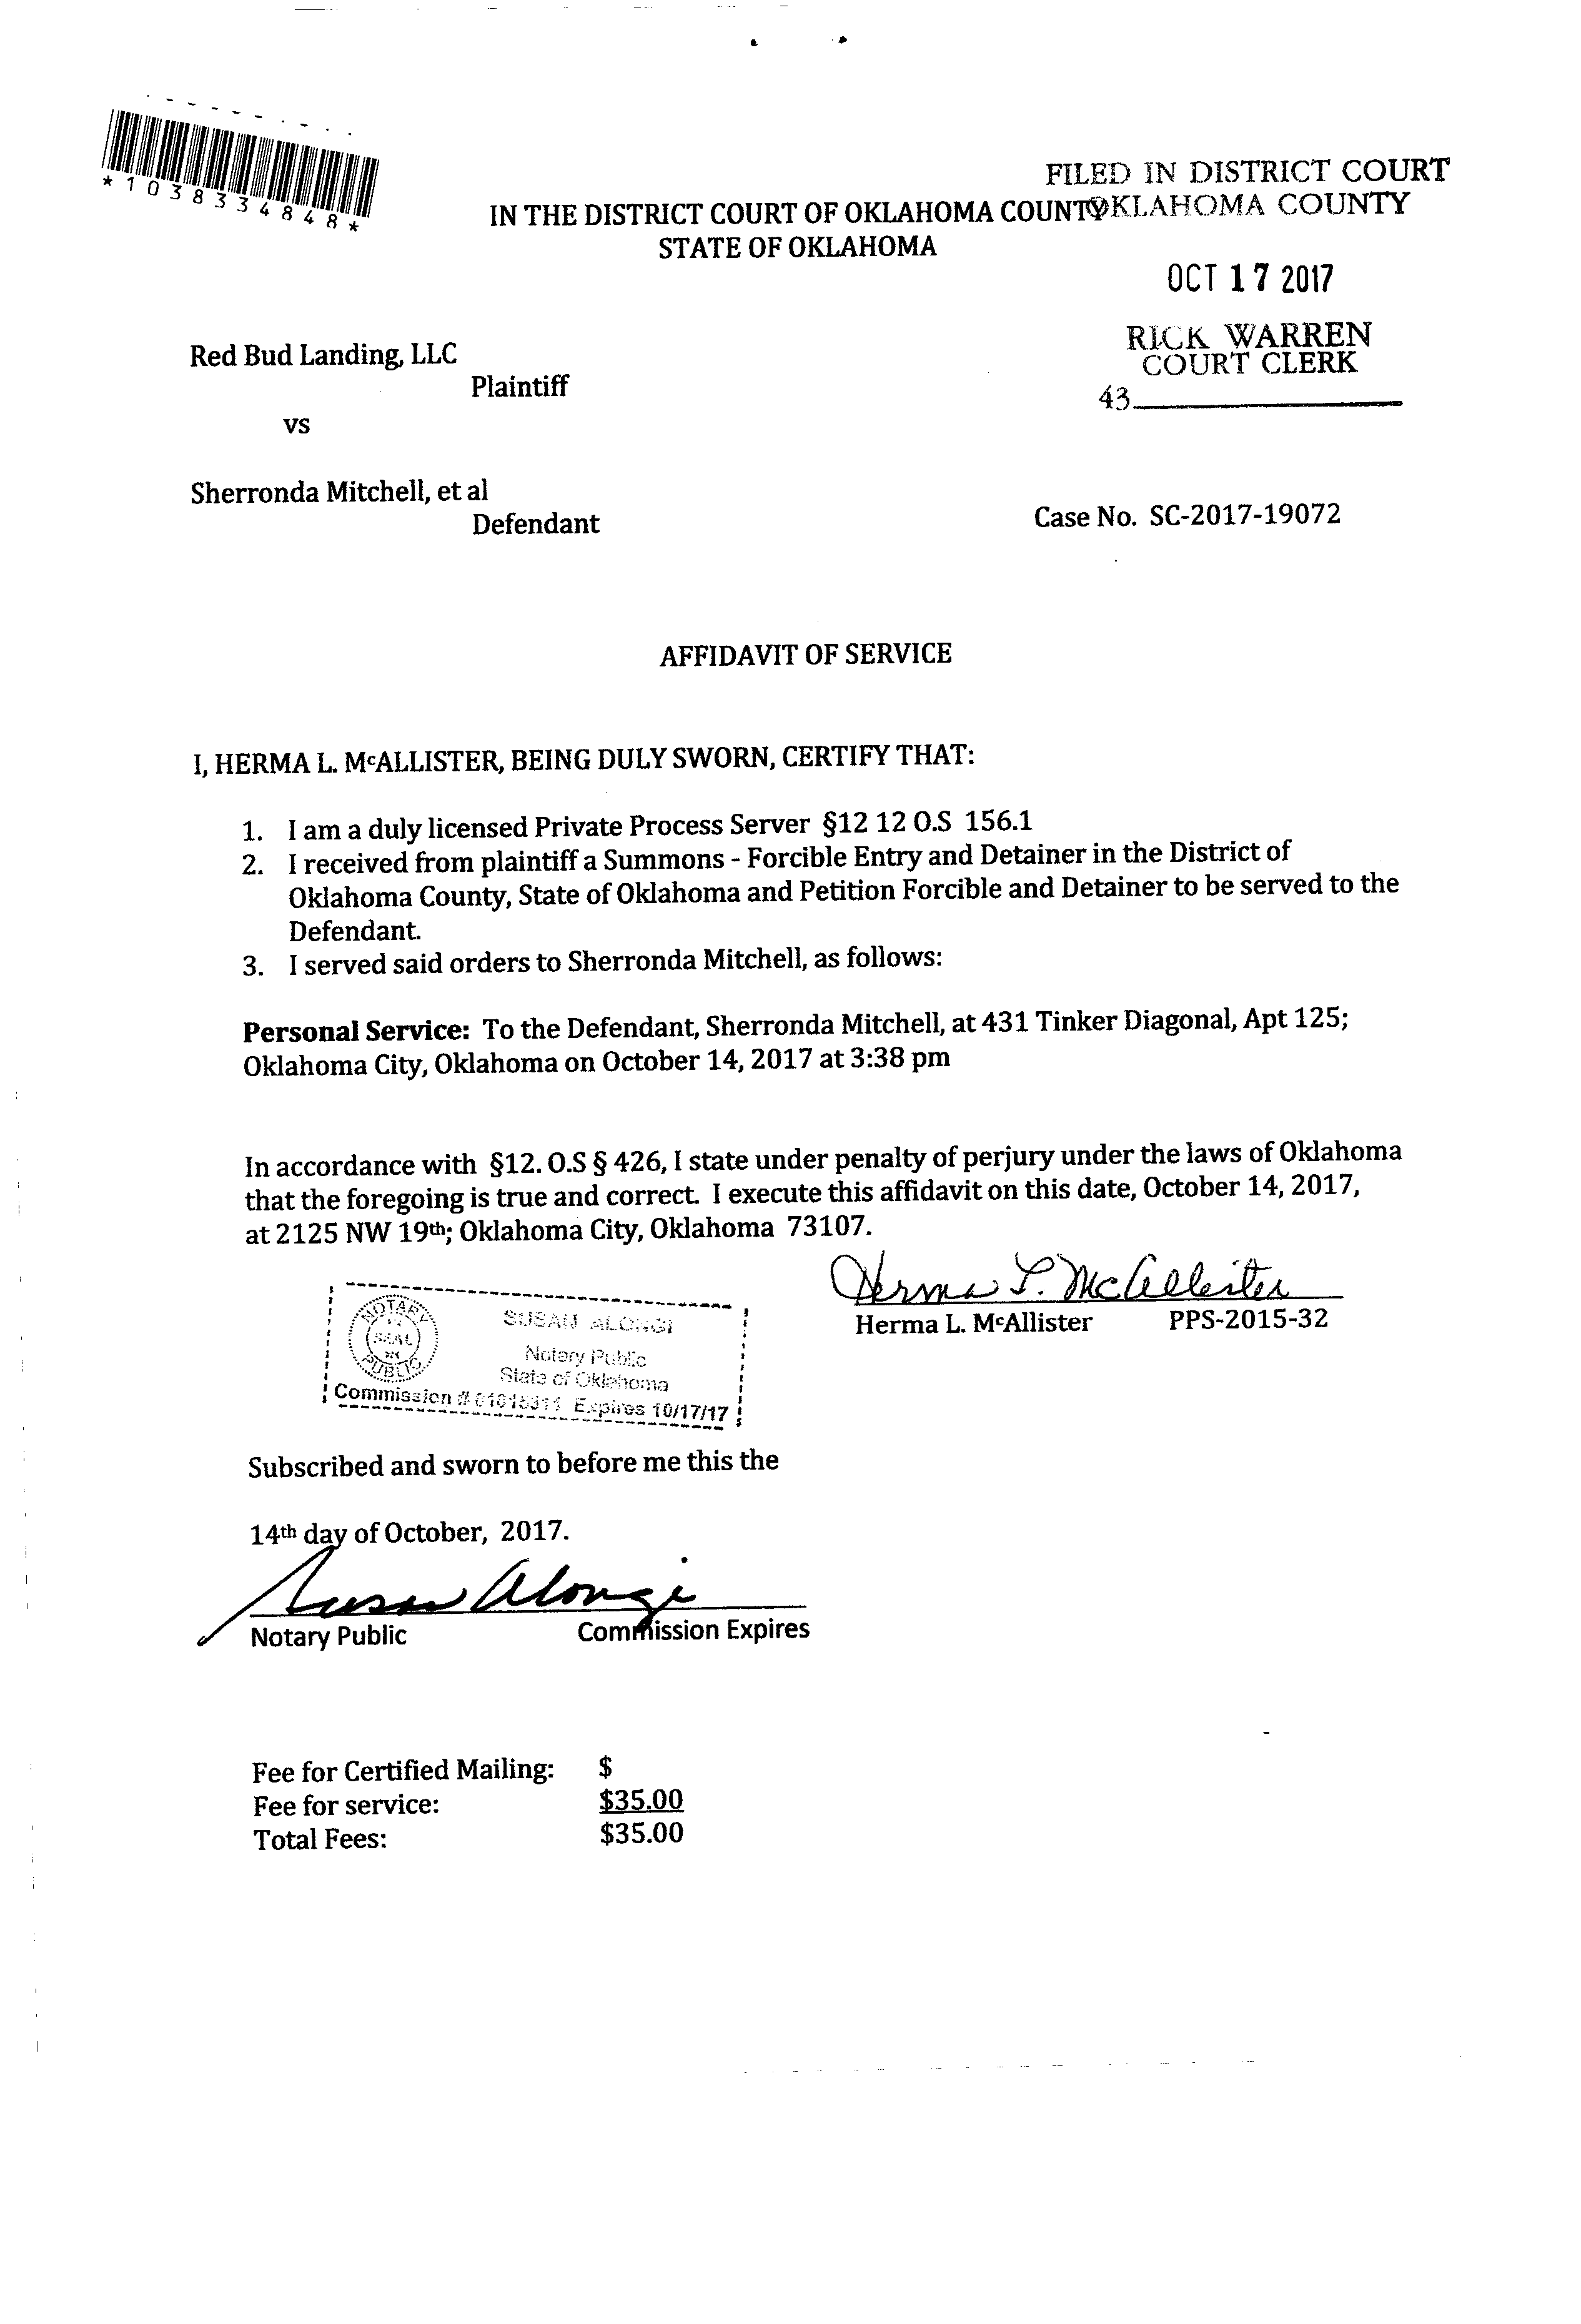 *1038334848*
FILED IN DISTRICT COURT
OKLAHOMA COUNTY
IN THE DISTRICT COURT OF OKLAHOMA COUNTY
STATE OF OKLAHOMA
OCT 17 2017
RICK WARREN
COURT CLERK
43
Red Bud Landing, LLC
Plaintiff
vs
Sherronda Mitchell, et al
Defendant
Case No. SC-2017-19072
AFFIDAVIT OF SERVICE
I, HERMA L. McALLISTER, BEING DULY SWORN, CERTIFY THAT:
1. I am a duly licensed Private Process Server §12 12 O.S 156.1
2. I received from plaintiff a Summons - Forcible Entry and Detainer in the District of
Oklahoma County, State of Oklahoma and Petition Forcible and Detainer to be served to the
Defendant.
3. I served said orders to Sherronda Mitchell, as follows:
Personal Service: To the Defendant, Sherronda Mitchell, at 431 Tinker Diagonal, Apt 125;
Oklahoma City, Oklahoma on October 14, 2017 at 3:38 pm
In accordance with §12. O.S § 426, I state under penalty of perjury under the laws of Oklahoma
that the foregoing is true and correct. I execute this affidavit on this date, October 14, 2017,
at 2125 NW 19th; Oklahoma City, Oklahoma 73107.
Herma L. McAllister
Herma L. McAllister PPS-2015-32
NOTARY
PUBLIC
SUSAN ALONGI
Notary Public
State of Oklahoma
Commission # Expires 10/17/17
Subscribed and sworn to before me this the
14th day of October, 2017.
Susan Alongi
Notary Public Commission Expires
Fee for Certified Mailing: $
Fee for service: $35.00
Total Fees: $35.00